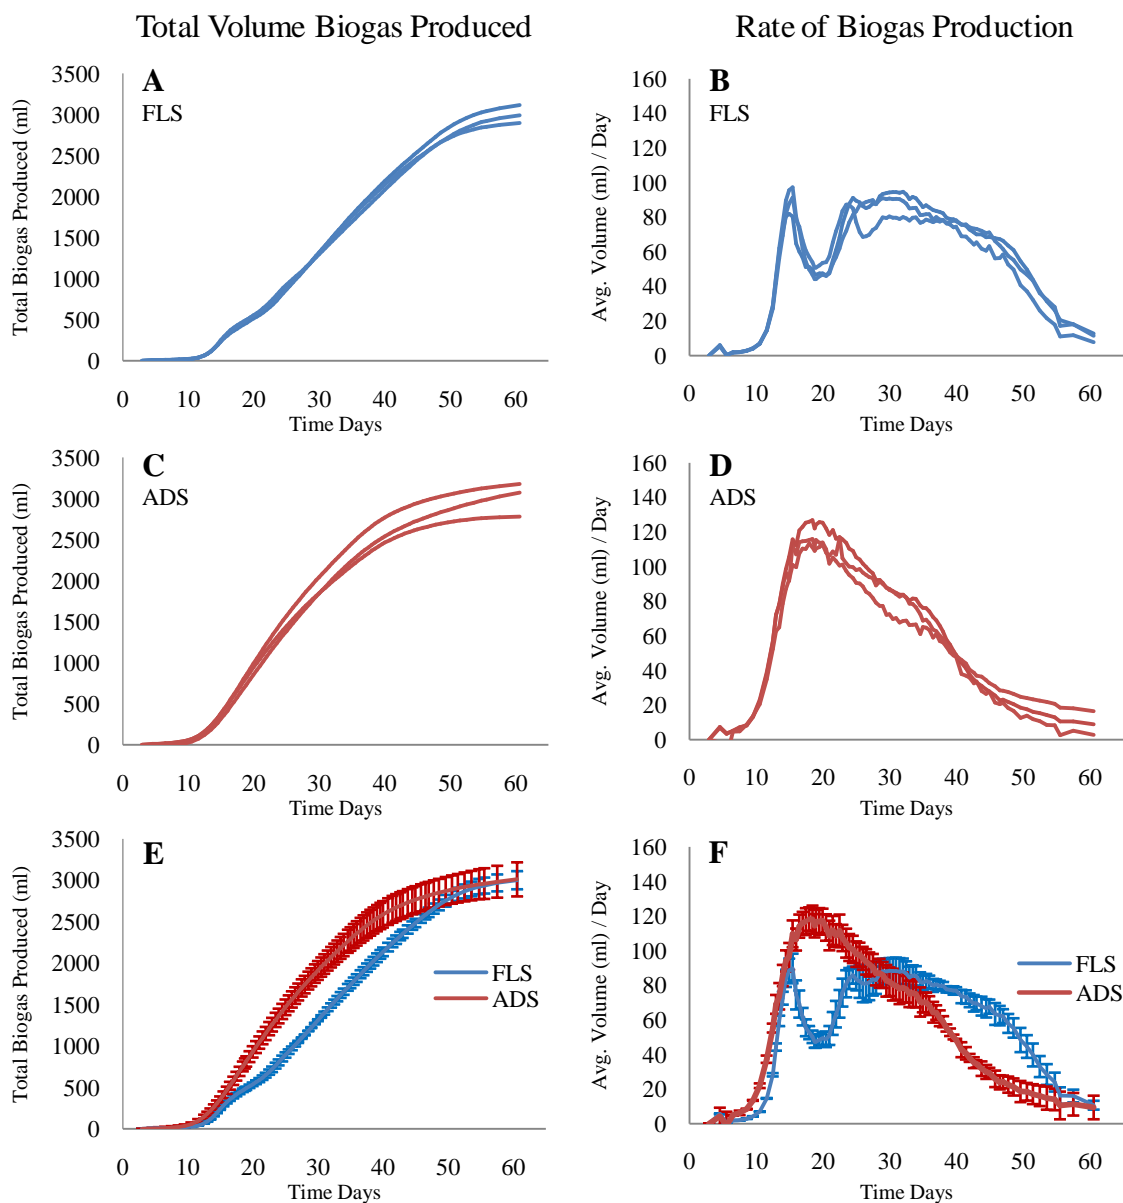 Total Volume Biogas Produced
Rate of Biogas Production
A
FLS
Total Biogas Produced (ml)
3500
3000
2500
2000
1500
1000
500
0
0 10 20 30 40 50 60
Time Days
B
FLS
Avg. Volume (ml) / Day
160
140
120
100
80
60
40
20
0
0 10 20 30 40 50 60
Time Days
C
ADS
Total Biogas Produced (ml)
3500
3000
2500
2000
1500
1000
500
0
0 10 20 30 40 50 60
Time Days
D
ADS
Avg. Volume (ml) / Day
160
140
120
100
80
60
40
20
0
0 10 20 30 40 50 60
Time Days
E
Total Biogas Produced (ml)
3500
3000
2500
2000
1500
1000
500
0
FLS
ADS
0 10 20 30 40 50 60
Time Days
F
Avg. Volume (ml) / Day
160
140
120
100
80
60
40
20
0
FLS
ADS
0 10 20 30 40 50 60
Time Days